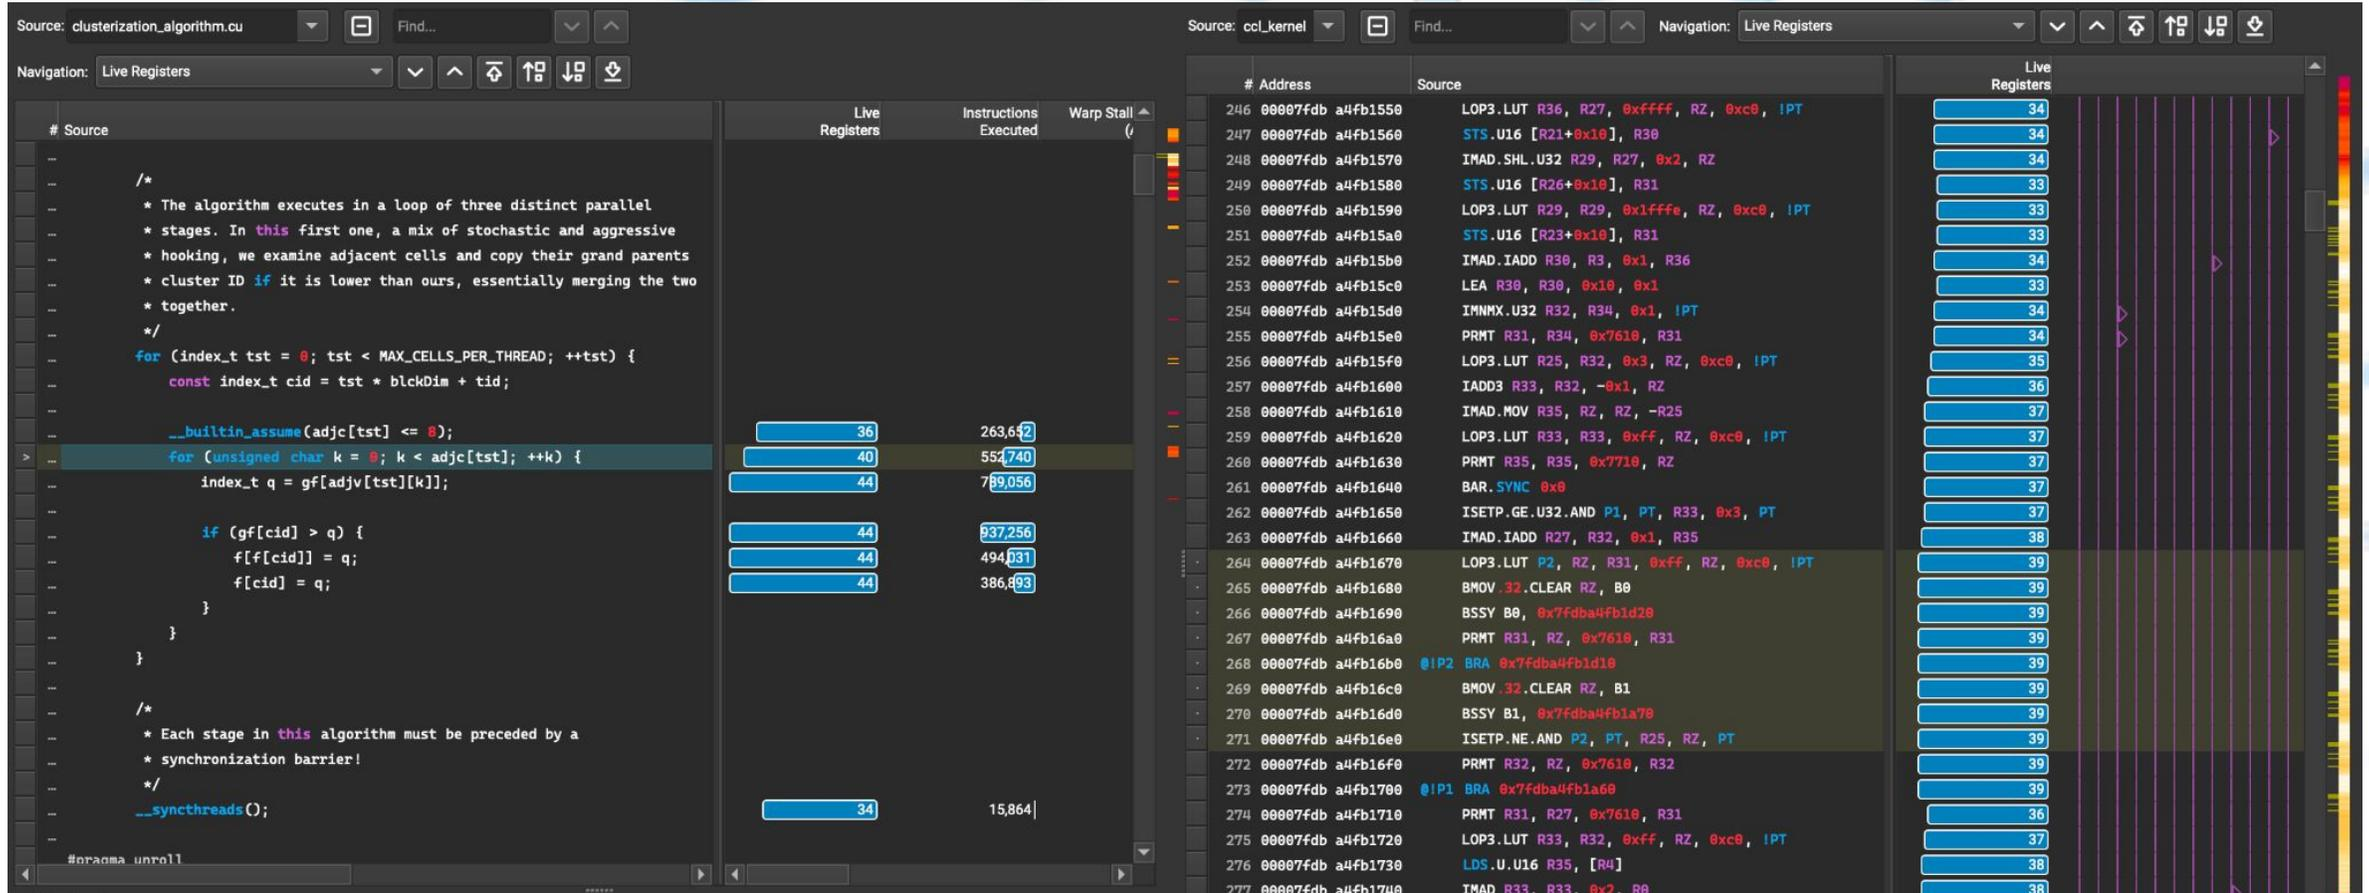 Source: clusterization_algorithm.cu Find...
Navigation: Live Registers
# Source Live Registers Instructions Executed Warp Stall
/*
* The algorithm executes in a loop of three distinct parallel
* stages. In this first one, a mix of stochastic and aggressive
* hooking, we examine adjacent cells and copy their grand parents
* cluster ID if it is lower than ours, essentially merging the two
* together.
*/
for (index_t tst = 0; tst < MAX_CELLS_PER_THREAD; ++tst) {
const index_t cid = tst * blckDim + tid;
__builtin_assume(adjc[tst] <= 8); 36 263,652
for (unsigned char k = 0; k < adjc[tst]; ++k) { 40 552,740
index_t q = gf[adjv[tst][k]]; 44 789,056
if (gf[cid] > q) { 44 937,256
f[f[cid]] = q; 44 494,031
f[cid] = q; 44 386,893
}
}
}
/*
* Each stage in this algorithm must be preceded by a
* synchronization barrier!
*/
__syncthreads(); 34 15,864
#pragma unroll
Source: ccl_kernel Find... Navigation: Live Registers
# Address Source Live Registers
246 00007fdb a4fb1550 LOP3.LUT R36, R27, 0xffff, RZ, 0xc0, !PT 34
247 00007fdb a4fb1560 STS.U16 [R21+0x10], R30 34
248 00007fdb a4fb1570 IMAD.SHL.U32 R29, R27, 0x2, RZ 34
249 00007fdb a4fb1580 STS.U16 [R26+0x10], R31 33
250 00007fdb a4fb1590 LOP3.LUT R29, R29, 0x1fffe, RZ, 0xc0, !PT 33
251 00007fdb a4fb15a0 STS.U16 [R23+0x10], R31 33
252 00007fdb a4fb15b0 IMAD.IADD R30, R3, 0x1, R36 34
253 00007fdb a4fb15c0 LEA R30, R30, 0x10, 0x1 33
254 00007fdb a4fb15d0 IMNMX.U32 R32, R34, 0x1, !PT 34
255 00007fdb a4fb15e0 PRMT R31, R34, 0x7610, R31 34
256 00007fdb a4fb15f0 LOP3.LUT R25, R32, 0x3, RZ, 0xc0, !PT 35
257 00007fdb a4fb1600 IADD3 R33, R32, -0x1, RZ 36
258 00007fdb a4fb1610 IMAD.MOV R35, RZ, RZ, -R25 37
259 00007fdb a4fb1620 LOP3.LUT R33, R33, 0xff, RZ, 0xc0, !PT 37
260 00007fdb a4fb1630 PRMT R35, R35, 0x7710, RZ 37
261 00007fdb a4fb1640 BAR.SYNC 0x0 37
262 00007fdb a4fb1650 ISETP.GE.U32.AND P1, PT, R33, 0x3, PT 37
263 00007fdb a4fb1660 IMAD.IADD R27, R32, 0x1, R35 38
264 00007fdb a4fb1670 LOP3.LUT P2, RZ, R31, 0xff, RZ, 0xc0, !PT 39
265 00007fdb a4fb1680 BMOV.32.CLEAR RZ, B0 39
266 00007fdb a4fb1690 BSSY B0, 0x7fdba4fb1d20 39
267 00007fdb a4fb16a0 PRMT R31, RZ, 0x7610, R31 39
268 00007fdb a4fb16b0 @!P2 BRA 0x7fdba4fb1d10 39
269 00007fdb a4fb16c0 BMOV.32.CLEAR RZ, B1 39
270 00007fdb a4fb16d0 BSSY B1, 0x7fdba4fb1a70 39
271 00007fdb a4fb16e0 ISETP.NE.AND P2, PT, R25, RZ, PT 39
272 00007fdb a4fb16f0 PRMT R32, RZ, 0x7610, R32 39
273 00007fdb a4fb1700 @!P1 BRA 0x7fdba4fb1a60 39
274 00007fdb a4fb1710 PRMT R31, R27, 0x7610, R31 36
275 00007fdb a4fb1720 LOP3.LUT R33, R32, 0xff, RZ, 0xc0, !PT 37
276 00007fdb a4fb1730 LDS.U.U16 R35, [R4] 38
277 00007fdb a4fb1740 IMAD R33, R33, 0x2, R0 38